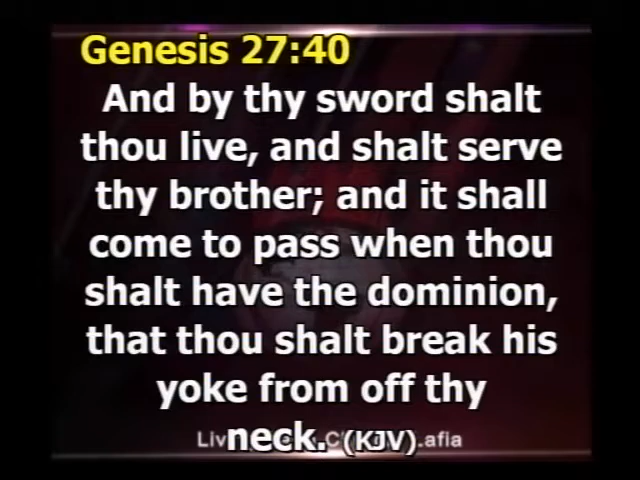 Genesis 27:40
And by thy sword shalt
thou live, and shalt serve
thy brother; and it shall
come to pass when thou
shalt have the dominion,
that thou shalt break his
yoke from off thy
neck. (KJV)